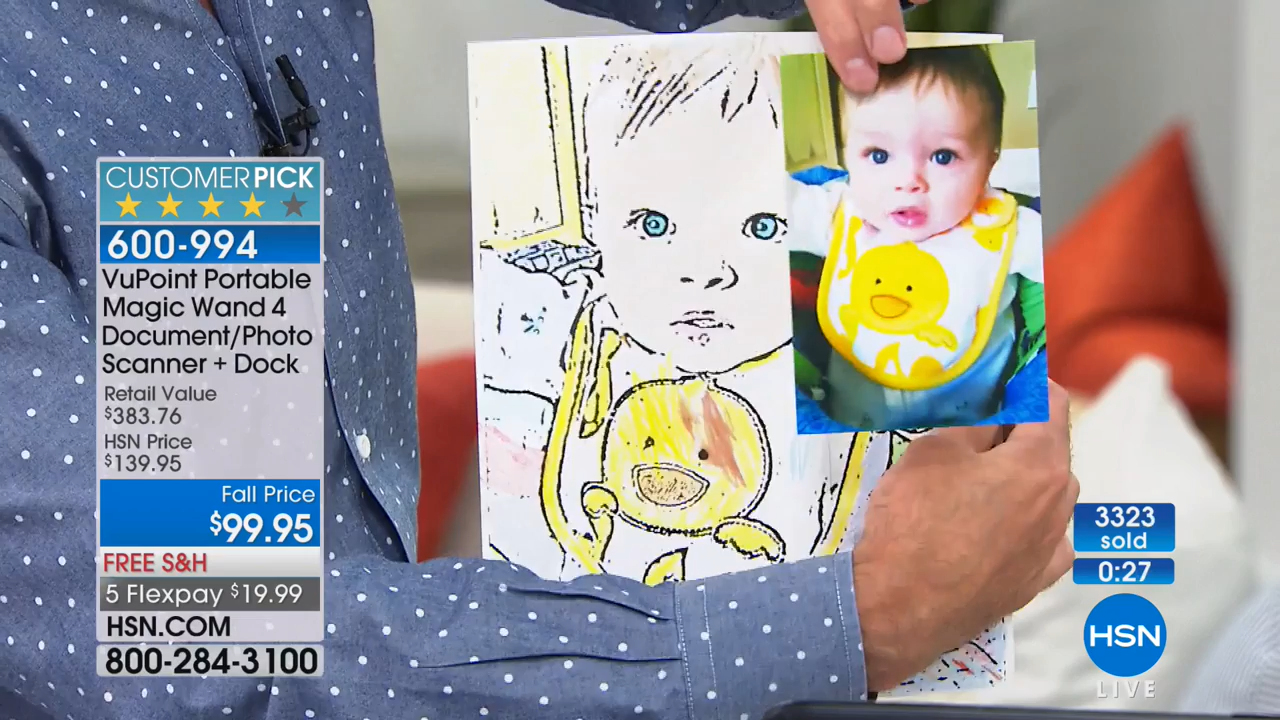 CUSTOMERPICK
600-994
VuPoint Portable
Magic Wand 4
Document/Photo
Scanner + Dock
Retail Value
$383.76
HSN Price
$139.95
Fall Price
$99.95
FREE S&H
5 Flexpay $19.99
HSN.COM
800-284-3100
3323
sold
0:27
HSN
LIVE